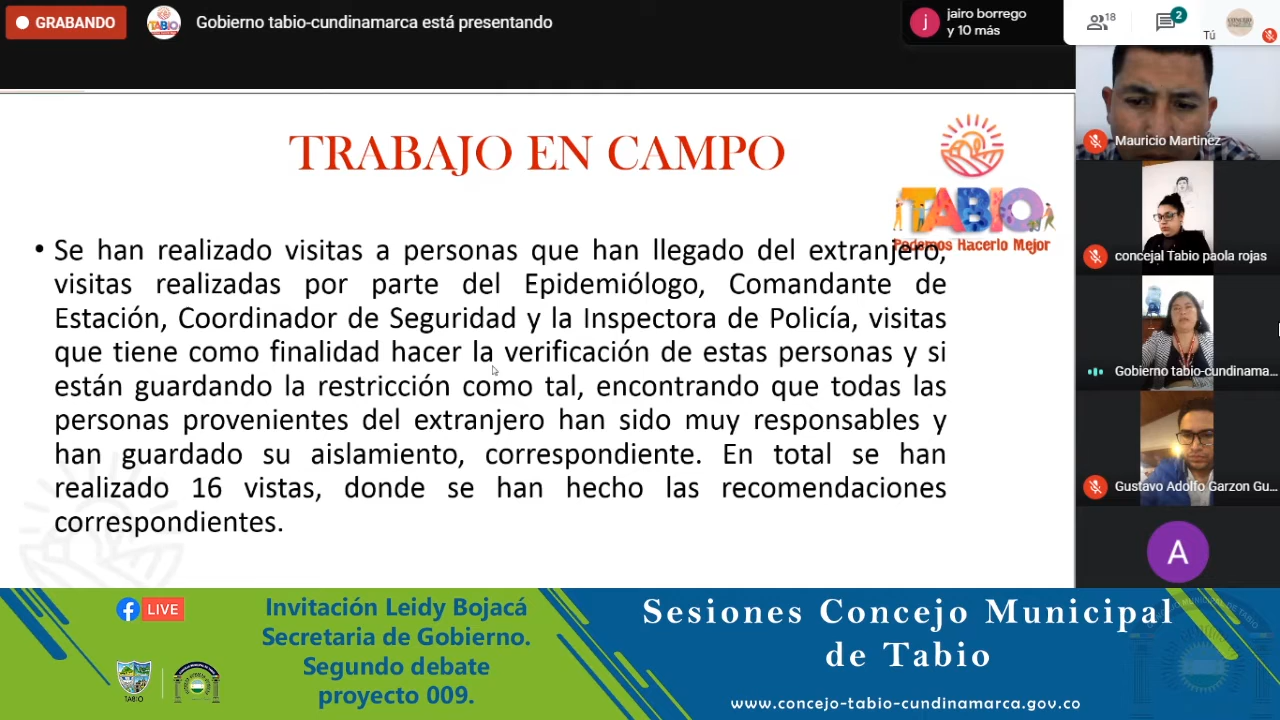 GRABANDO
Gobierno tabio-cundinamarca está presentando
j
jairo borrego
y 10 más
18
2
Tú
TRABAJO EN CAMPO
TABIO
Podemos Hacerlo Mejor
• Se han realizado visitas a personas que han llegado del extranjero,
visitas realizadas por parte del Epidemiólogo, Comandante de
Estación, Coordinador de Seguridad y la Inspectora de Policía, visitas
que tiene como finalidad hacer la verificación de estas personas y si
están guardando la restricción como tal, encontrando que todas las
personas provenientes del extranjero han sido muy responsables y
han guardado su aislamiento, correspondiente. En total se han
realizado 16 vistas, donde se han hecho las recomendaciones
correspondientes.
Mauricio Martinez
concejal Tabio paola rojas
Gobierno tabio-cundinama...
Gustavo Adolfo Garzon Gu...
A
LIVE
TABIO
Invitación Leidy Bojacá
Secretaria de Gobierno.
Segundo debate
proyecto 009.
Sesiones Concejo Municipal
de Tabio
www.concejo-tabio-cundinamarca.gov.co